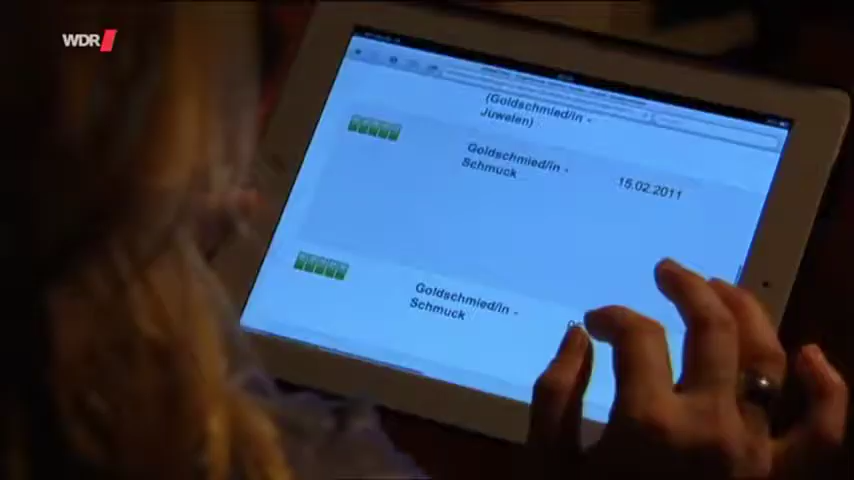 WDR
(Goldschmied/in -
Juwelen)
Goldschmied/in -
Schmuck
15.02.2011
Goldschmied/in -
Schmuck